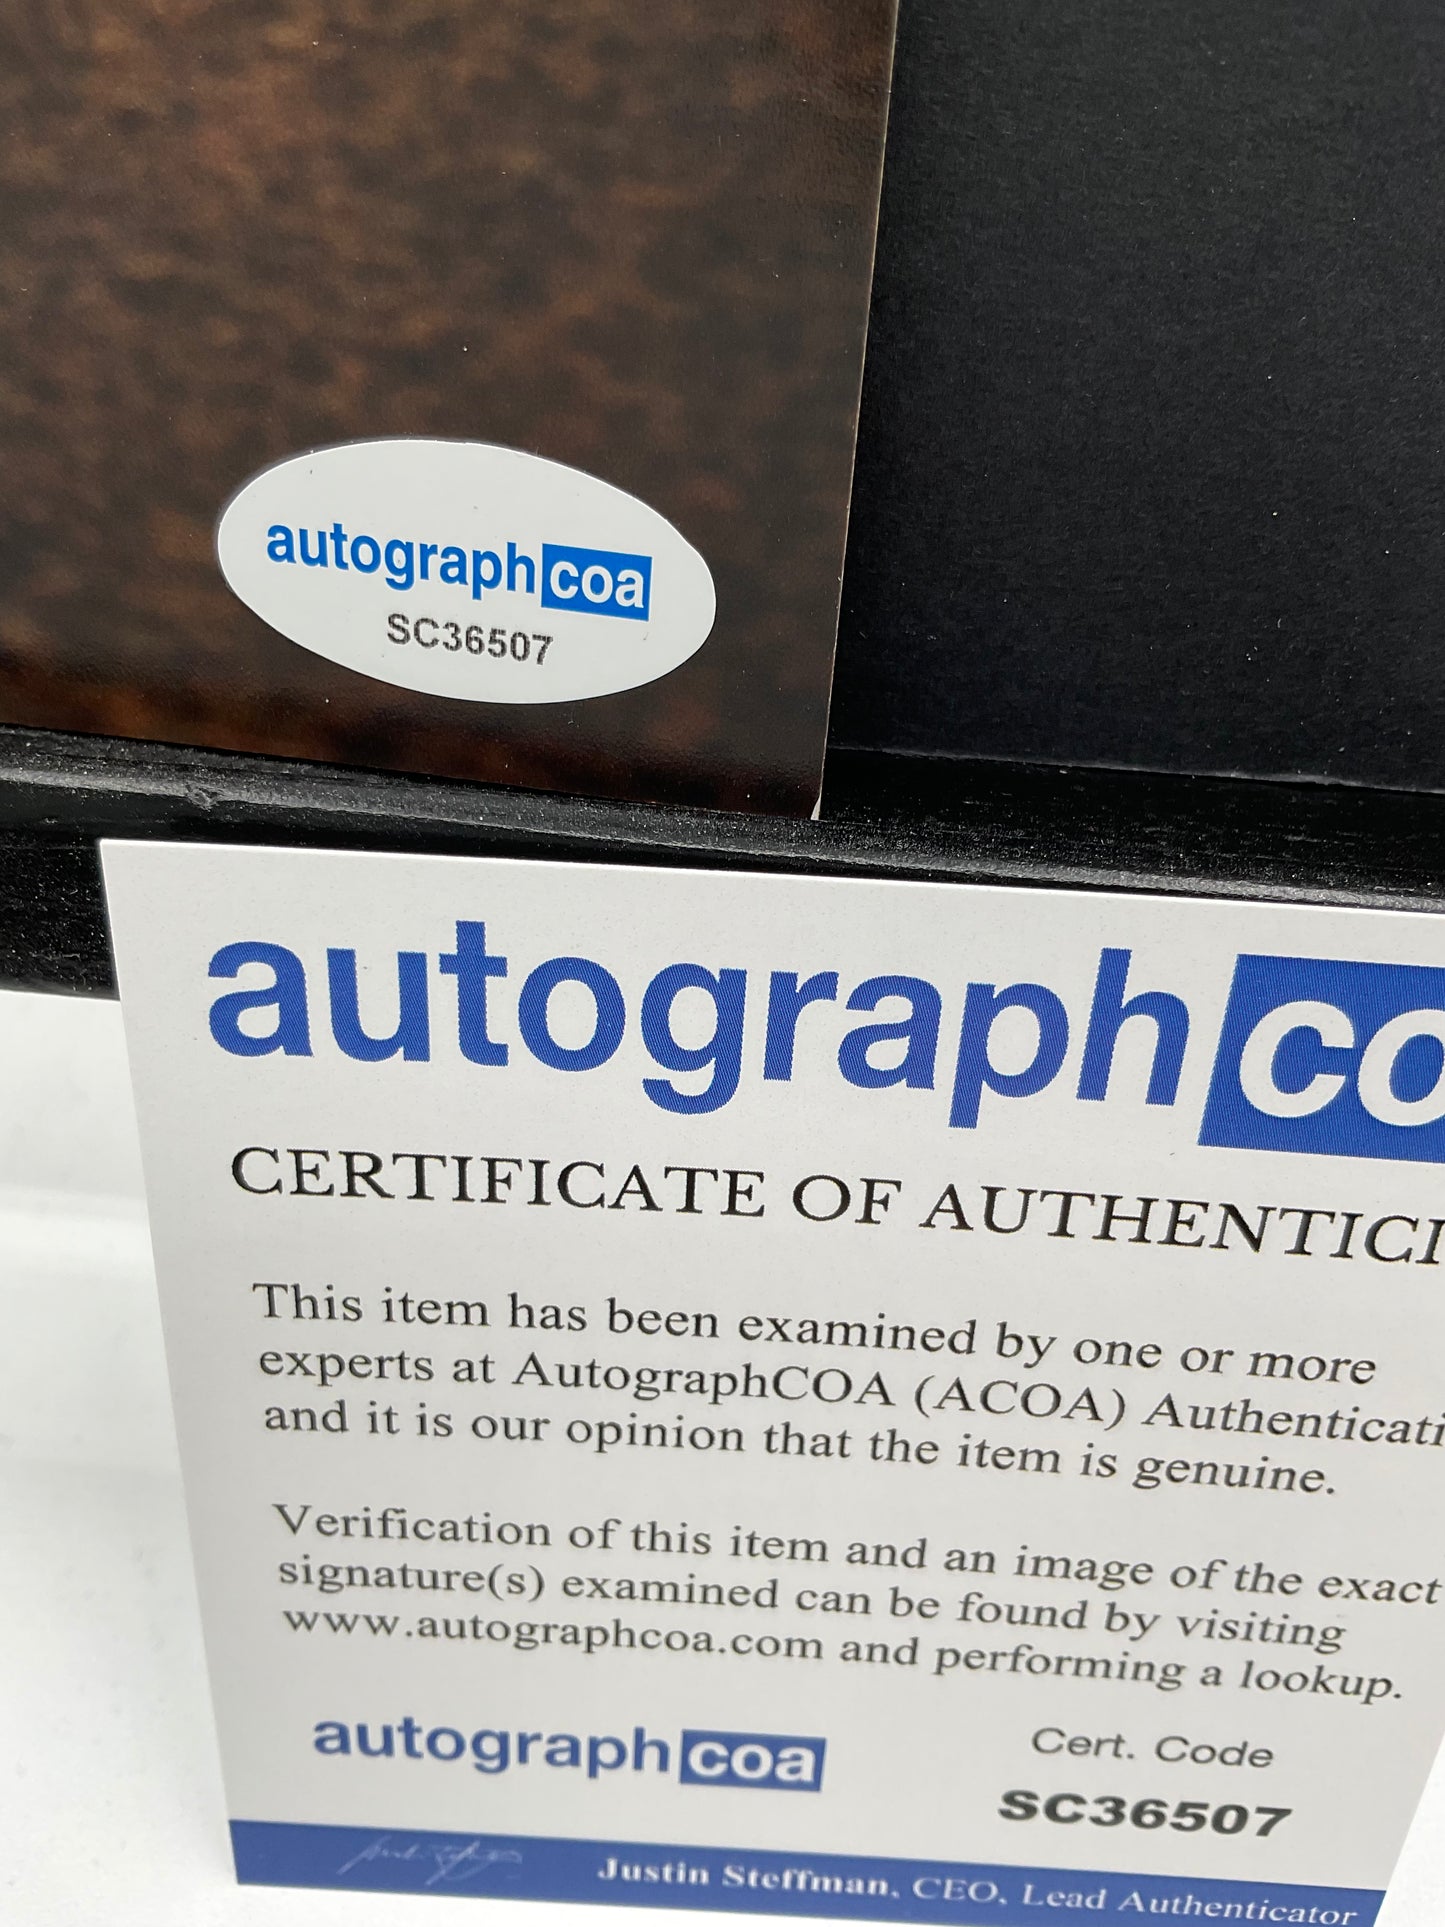 autographcoa
SC36507
autographco
CERTIFICATE OF AUTHENTICI
This item has been examined by one or more
experts at AutographCOA (ACOA) Authenticati
and it is our opinion that the item is genuine.
Verification of this item and an image of the exact
signature(s) examined can be found by visiting
www.autographcoa.com and performing a lookup.
autographcoa
Cert. Code
SC36507
Justin Steffman, CEO, Lead Authenticator